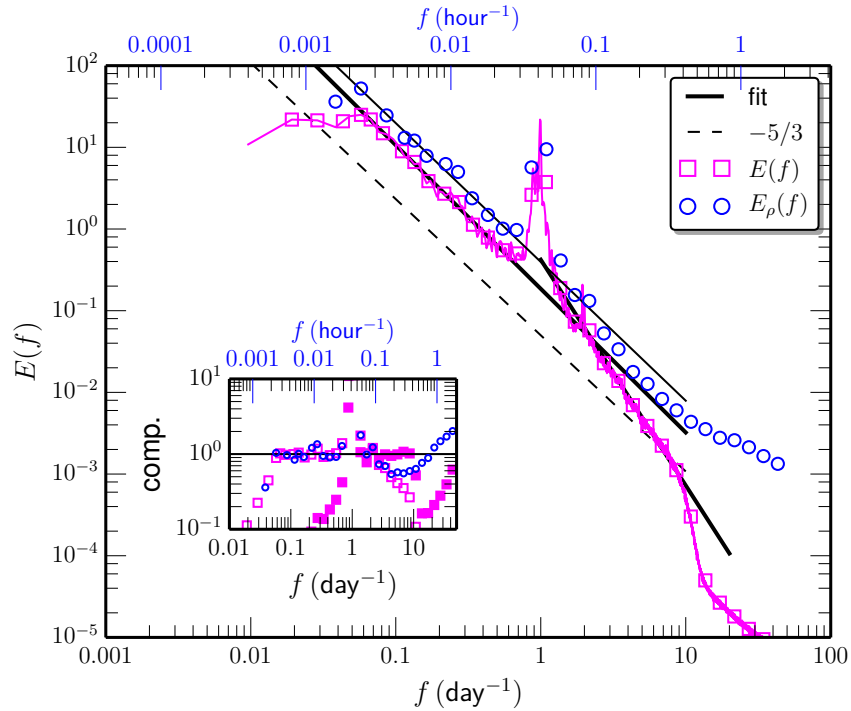 f (hour⁻¹)
0.0001 0.001 0.01 0.1 1
10² 10¹ 10⁰ 10⁻¹ 10⁻² 10⁻³ 10⁻⁴ 10⁻⁵
E(f)
fit
−5/3
E(f)
Eρ(f)
f (hour⁻¹)
0.001 0.01 0.1 1
10¹ 10⁰ 10⁻¹
comp.
0.01 0.1 1 10
f (day⁻¹)
0.001 0.01 0.1 1 10 100
f (day⁻¹)